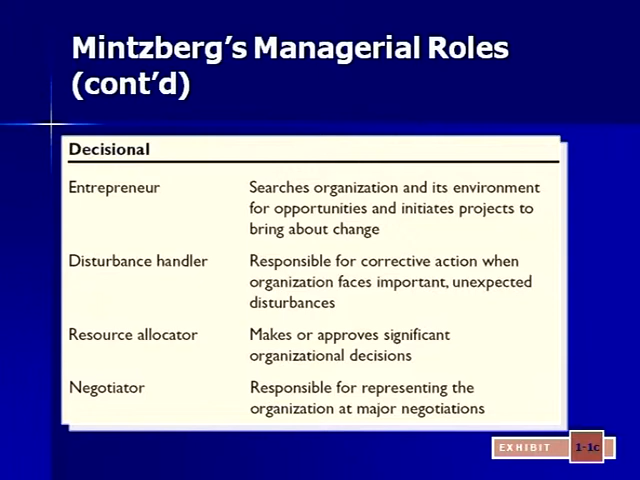 Mintzberg's Managerial Roles
(cont'd)
Decisional
Entrepreneur
Searches organization and its environment
for opportunities and initiates projects to
bring about change
Disturbance handler
Responsible for corrective action when
organization faces important, unexpected
disturbances
Resource allocator
Makes or approves significant
organizational decisions
Negotiator
Responsible for representing the
organization at major negotiations
EXHIBIT 1-1c